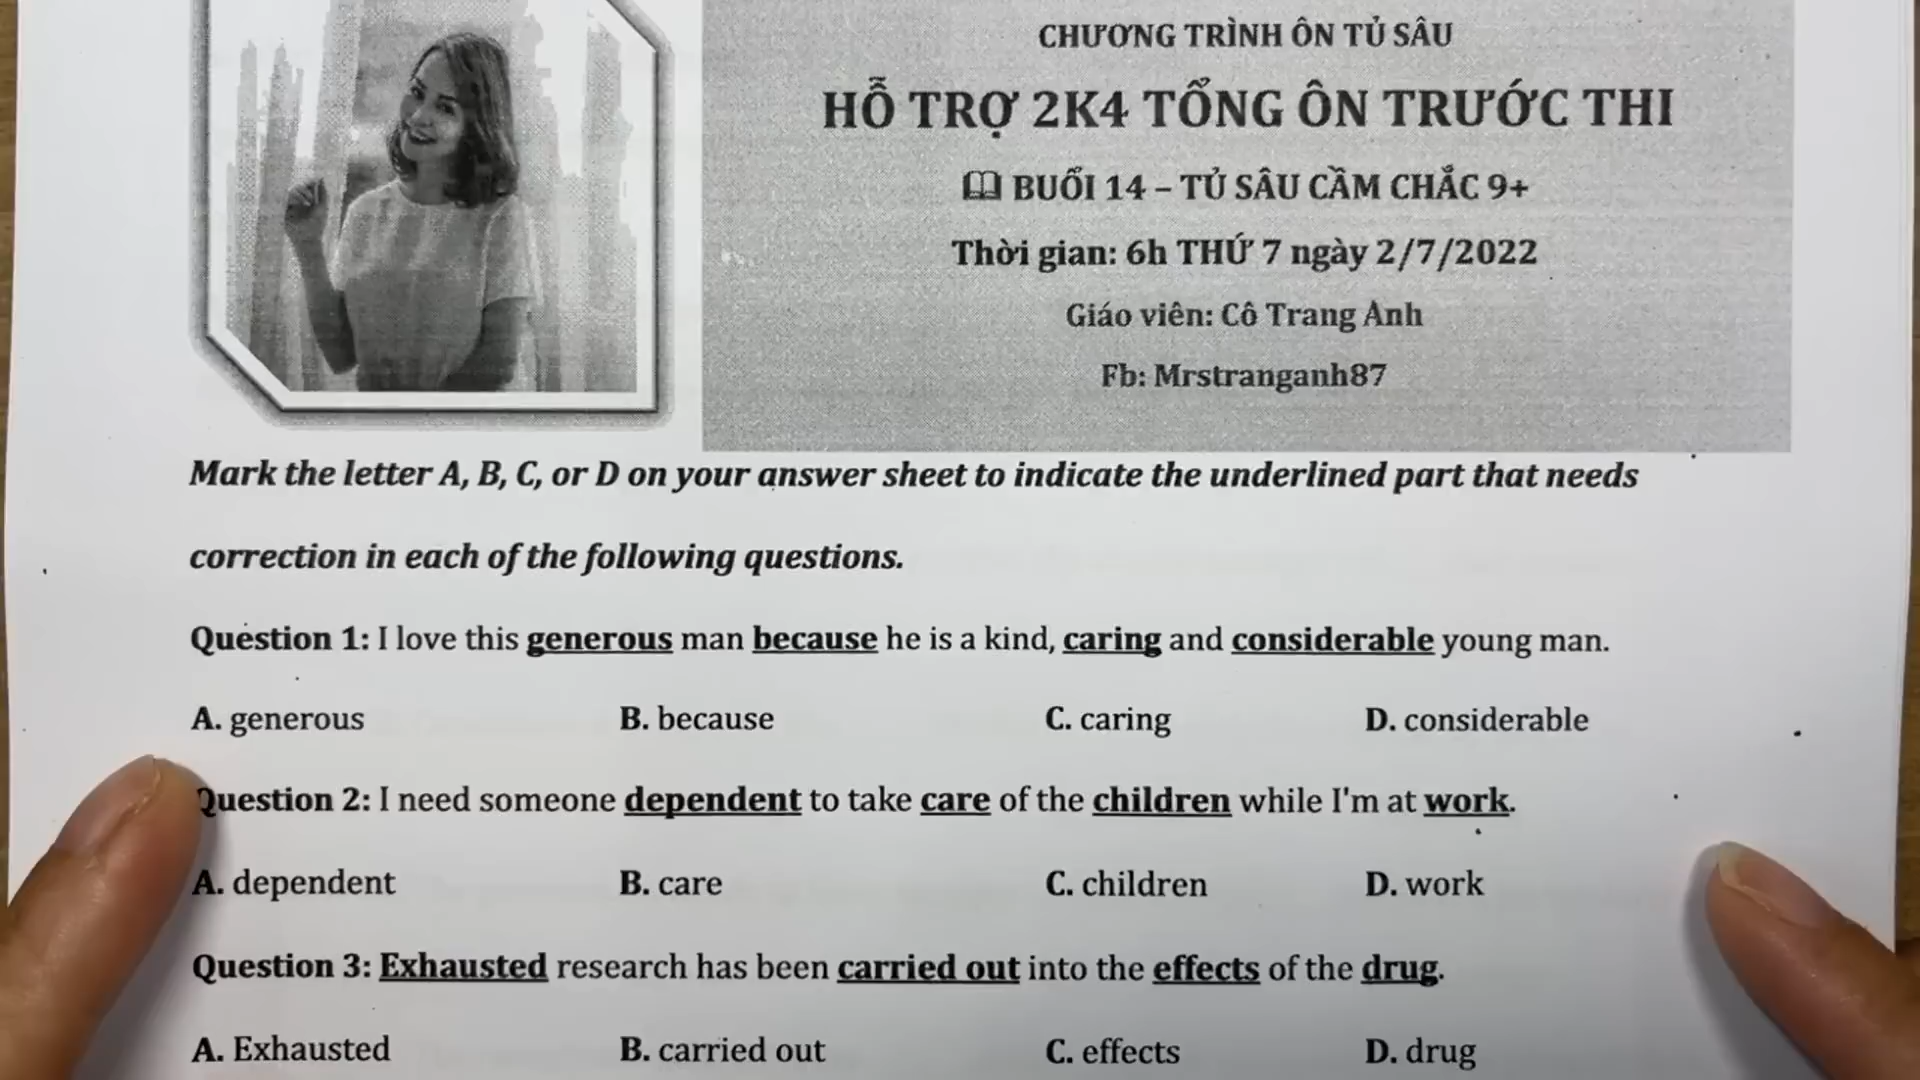 CHƯƠNG TRÌNH ÔN TỦ SÂU
HỖ TRỢ 2K4 TỔNG ÔN TRƯỚC THI
BUỔI 14 – TỦ SÂU CẦM CHẮC 9+
Thời gian: 6h THỨ 7 ngày 2/7/2022
Giáo viên: Cô Trang Anh
Fb: Mrstranganh87
Mark the letter A, B, C, or D on your answer sheet to indicate the underlined part that needs
correction in each of the following questions.
Question 1: I love this generous man because he is a kind, caring and considerable young man.
A. generous B. because C. caring D. considerable
Question 2: I need someone dependent to take care of the children while I'm at work.
A. dependent B. care C. children D. work
Question 3: Exhausted research has been carried out into the effects of the drug.
A. Exhausted B. carried out C. effects D. drug